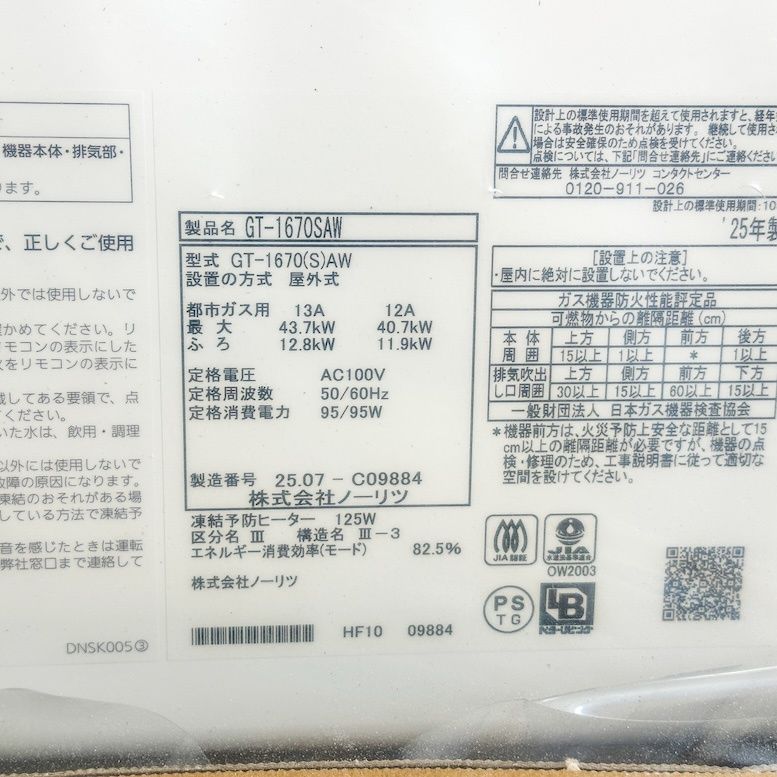 機器本体・排気部・
ます。
で、正しくご使用
外では使用しないで
確かめてください。リ
リモコンの表示にした
火をリモコンの表示に
載してある要領で、点
てください。
いた水は、飲用・調理
以外には使用しないで
故障の原因になります。
凍結のおそれがある場
している方法で凍結予
音を感じたときは運転
弊社窓口まで連絡して
DNSK005③
製品名 GT-1670SAW
型式 GT-1670(S)AW
設置の方式 屋外式
都市ガス用 13A 12A
最大 43.7kW 40.7kW
ふろ 12.8kW 11.9kW
定格電圧 AC100V
定格周波数 50/60Hz
定格消費電力 95/95W
製造番号 25.07 - C09884
株式会社ノーリツ
凍結予防ヒーター 125W
区分名 Ⅲ 構造名 Ⅲ-3
エネルギー消費効率(モード) 82.5%
株式会社ノーリツ
HF10 09884
設計上の標準使用期間を超えて使用されますと、経年
による事故発生のおそれがあります。継続して使用さ
場合は安全確保のため点検を受けてください。
点検については、下記「問合せ連絡先」にご連絡くださ
問合せ連絡先 株式会社ノーリツ コンタクトセンター
0120-911-026
設計上の標準使用期間:10
'25年製
[設置上の注意]
・屋内に絶対に設置しないでください。
ガス機器防火性能評定品
可燃物からの離隔距離(cm)
本体周囲 上方 側方 前方 後方
15以上 1以上 * 1以上
排気吹出し口周囲 上方 側方 前方 下方
30以上 15以上 60以上 15以上
一般財団法人 日本ガス機器検査協会
*機器前方は、火災予防上安全な距離として15
cm以上の離隔距離が必要ですが、機器の点
検・修理のため、工事説明書に従って適切な
空間を設けてください。
JIA 認証
JIA
水道法基準適合
OW2003
PS
TG
LB
ベターリビング